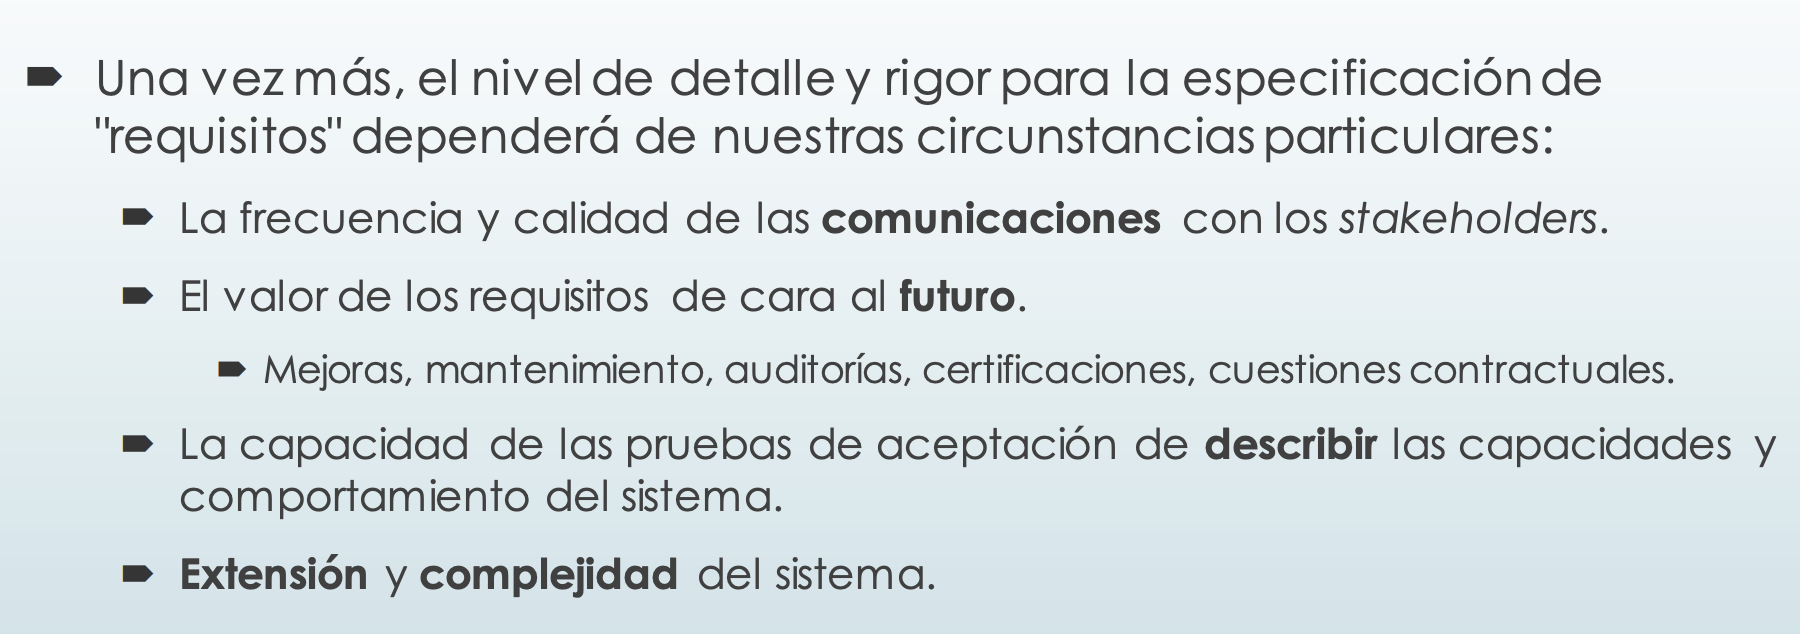 Una vez más, el nivel de detalle y rigor para la especificación de
"requisitos" dependerá de nuestras circunstancias particulares:
La frecuencia y calidad de las comunicaciones con los stakeholders.
El valor de los requisitos de cara al futuro.
Mejoras, mantenimiento, auditorías, certificaciones, cuestiones contractuales.
La capacidad de las pruebas de aceptación de describir las capacidades y
comportamiento del sistema.
Extensión y complejidad del sistema.